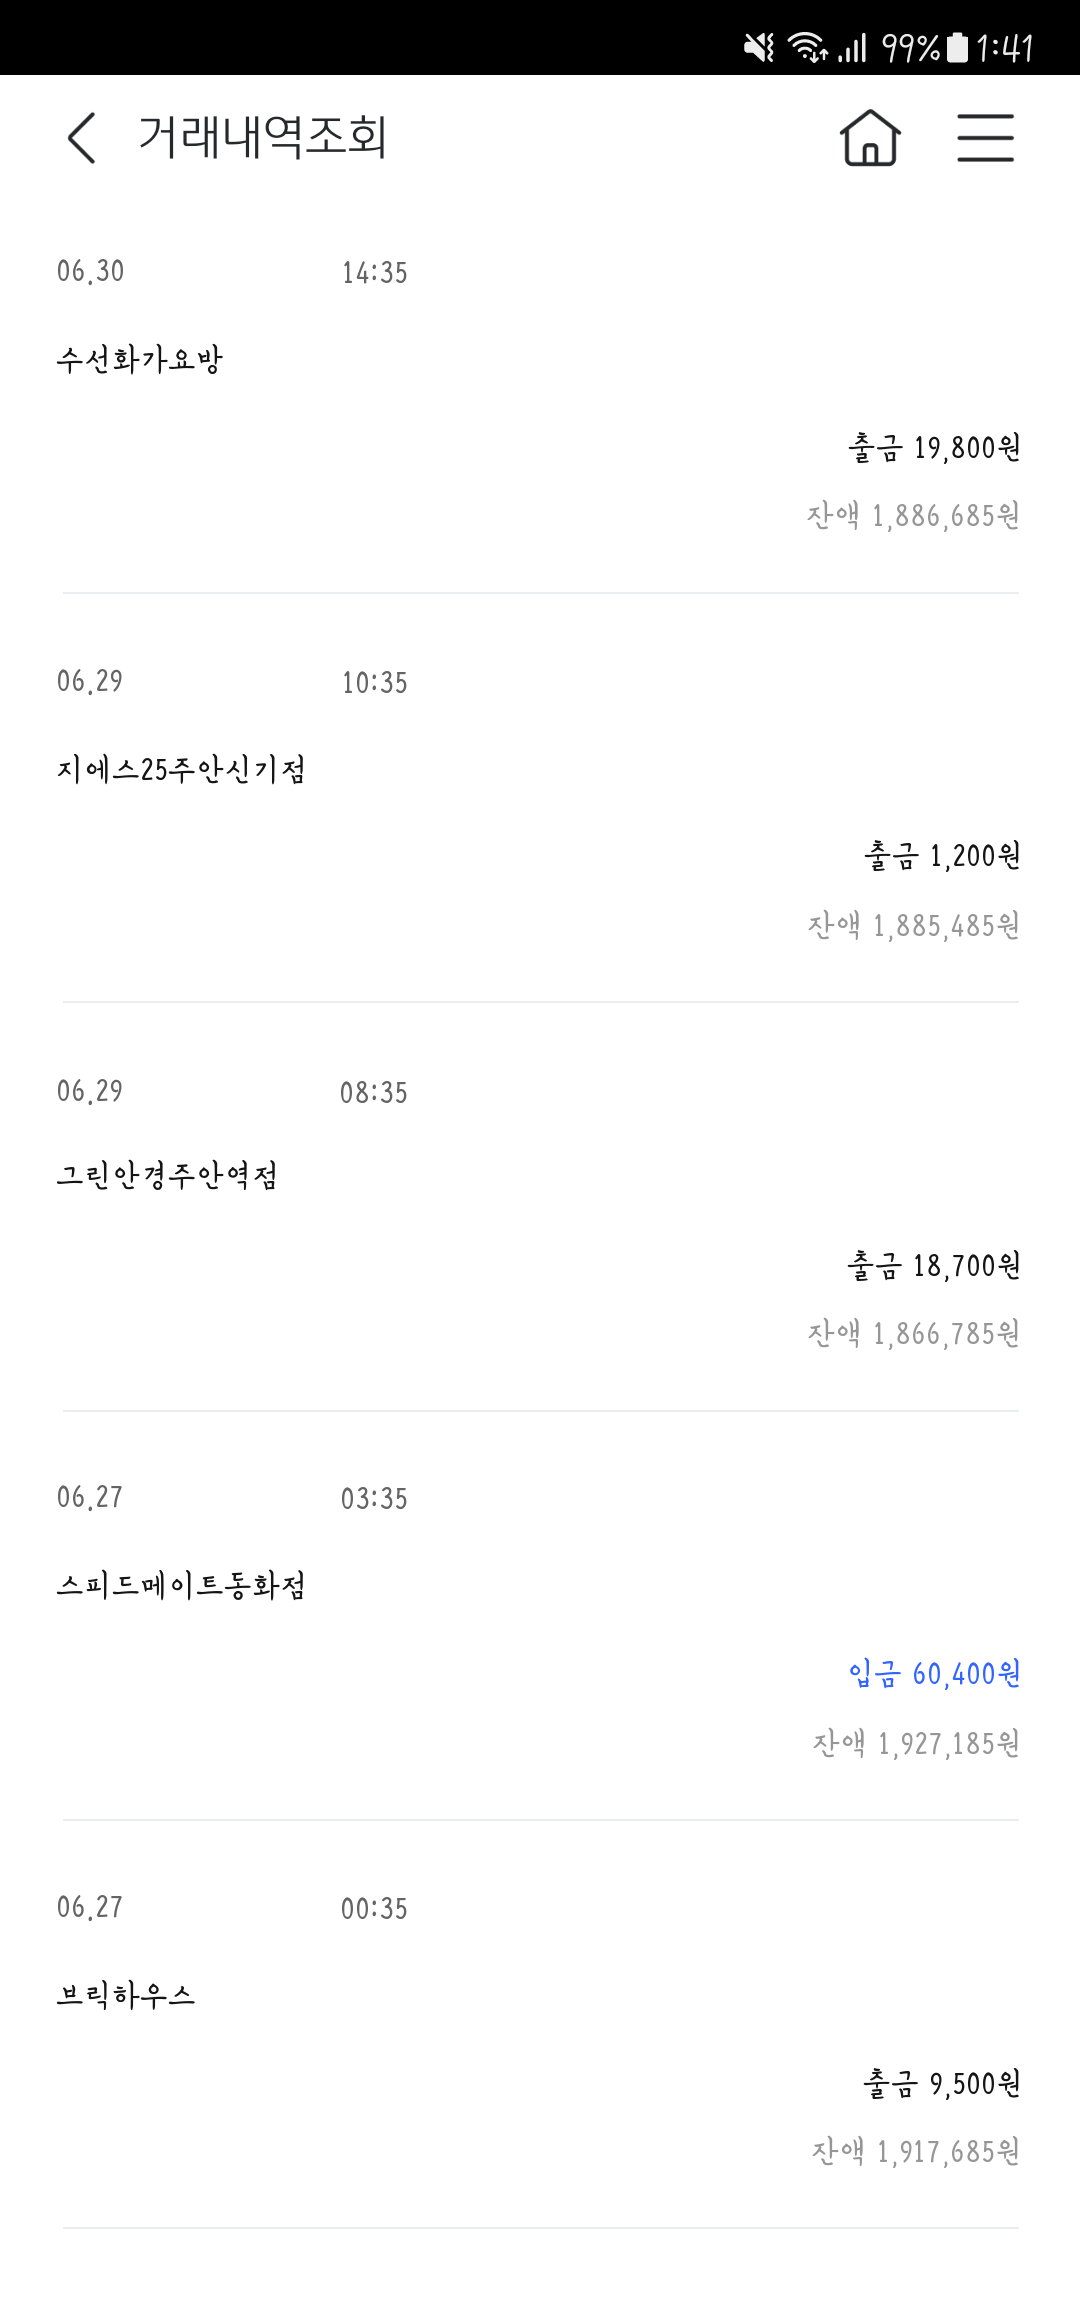 99% 1:41
거래내역조회
06.30 14:35
수선화가요방
출금 19,800원
잔액 1,886,685원
06.29 10:35
지에스25주안신기점
출금 1,200원
잔액 1,885,485원
06.29 08:35
그린안경주안역점
출금 18,700원
잔액 1,866,785원
06.27 03:35
스피드메이트동화점
입금 60,400원
잔액 1,927,185원
06.27 00:35
브릭하우스
출금 9,500원
잔액 1,917,685원